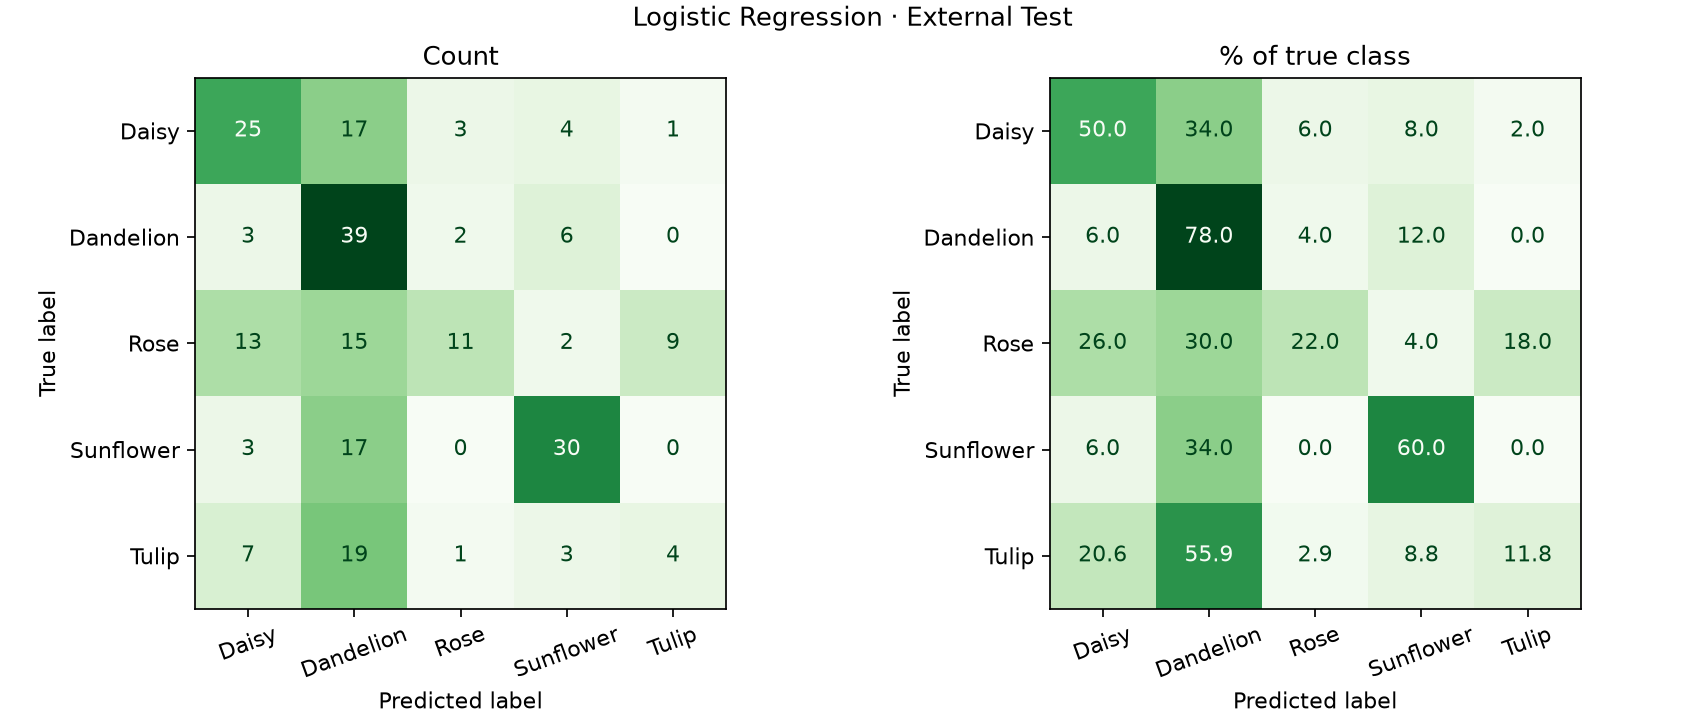 Logistic Regression · External Test
Count
True label
Daisy 25 17 3 4 1
Dandelion 3 39 2 6 0
Rose 13 15 11 2 9
Sunflower 3 17 0 30 0
Tulip 7 19 1 3 4
Daisy Dandelion Rose Sunflower Tulip
Predicted label
% of true class
True label
Daisy 50.0 34.0 6.0 8.0 2.0
Dandelion 6.0 78.0 4.0 12.0 0.0
Rose 26.0 30.0 22.0 4.0 18.0
Sunflower 6.0 34.0 0.0 60.0 0.0
Tulip 20.6 55.9 2.9 8.8 11.8
Daisy Dandelion Rose Sunflower Tulip
Predicted label